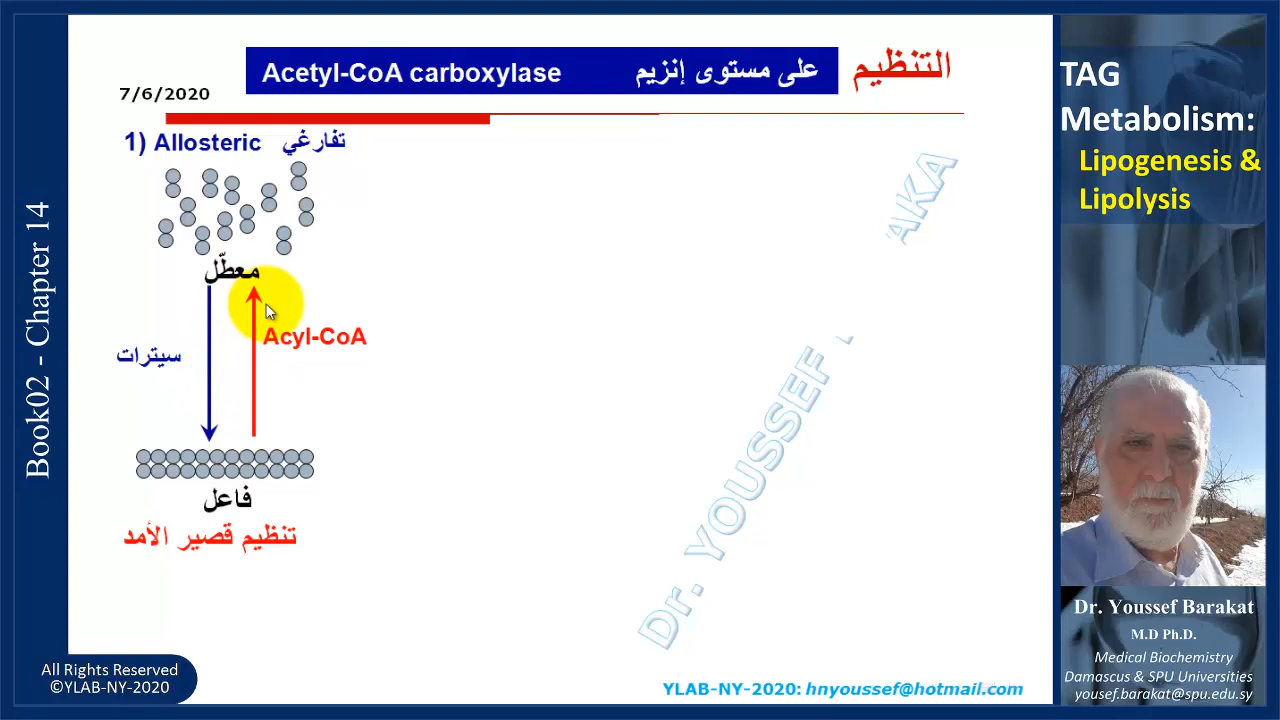 Book02 - Chapter 14
التنظيم
على مستوى إنزيم Acetyl-CoA carboxylase
7/6/2020
1) Allosteric تفارغي
معطّل
Acyl-CoA
سيترات
فاعل
تنظيم قصير الأمد
Dr. YOUSSEF
AKA
All Rights Reserved
©YLAB-NY-2020
YLAB-NY-2020: hnyoussef@hotmail.com
TAG
Metabolism:
Lipogenesis &
Lipolysis
Dr. Youssef Barakat
M.D Ph.D.
Medical Biochemistry
Damascus & SPU Universities
yousef.barakat@spu.edu.sy